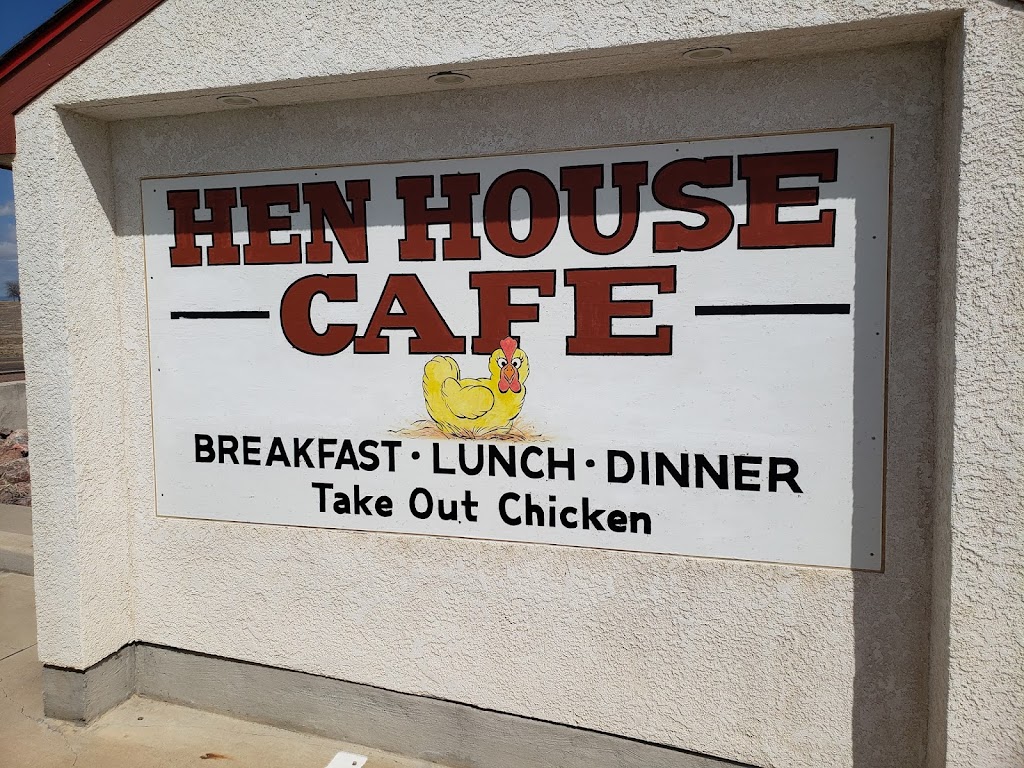 HEN HOUSE
CAFE
BREAKFAST · LUNCH · DINNER
Take Out Chicken